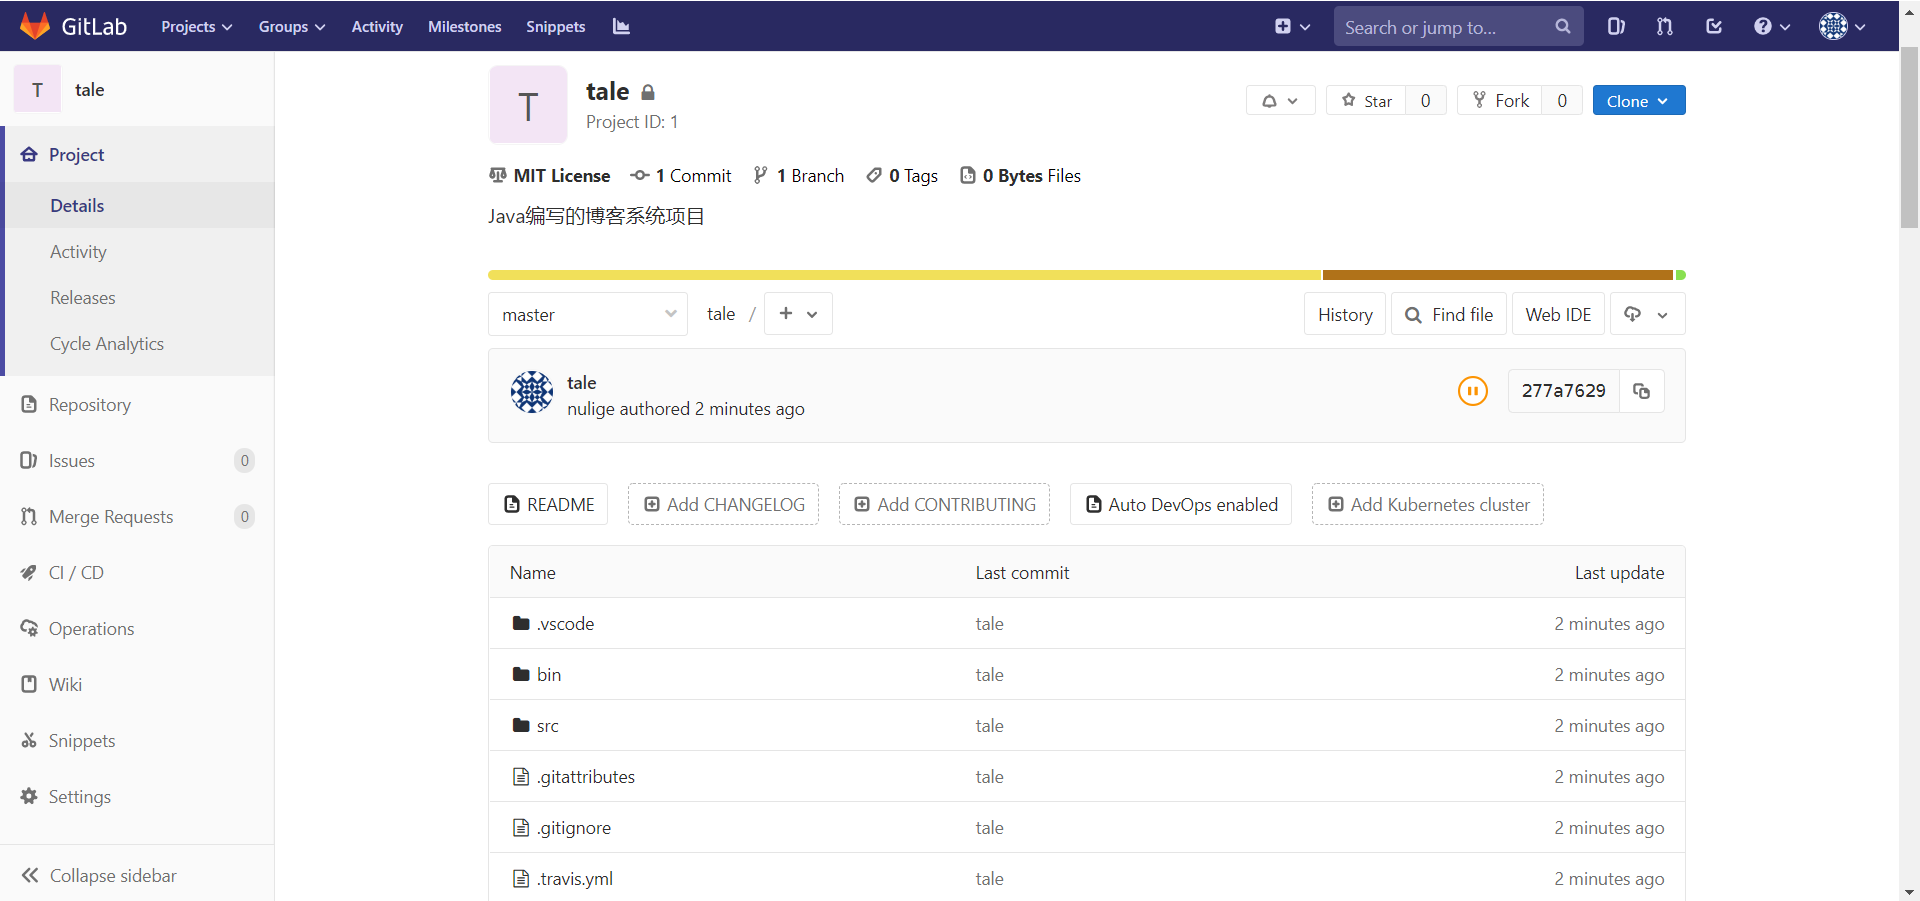 GitLab Projects Groups Activity Milestones Snippets Search or jump to...
T tale
Project
Details
Activity
Releases
Cycle Analytics
Repository
Issues 0
Merge Requests 0
CI / CD
Operations
Wiki
Snippets
Settings
Collapse sidebar
T
tale
Project ID: 1
Star 0 Fork 0 Clone
MIT License 1 Commit 1 Branch 0 Tags 0 Bytes Files
Java编写的博客系统项目
master tale / + History Find file Web IDE
tale
nulige authored 2 minutes ago
277a7629
README Add CHANGELOG Add CONTRIBUTING Auto DevOps enabled Add Kubernetes cluster
Name Last commit Last update
.vscode tale 2 minutes ago
bin tale 2 minutes ago
src tale 2 minutes ago
.gitattributes tale 2 minutes ago
.gitignore tale 2 minutes ago
.travis.yml tale 2 minutes ago